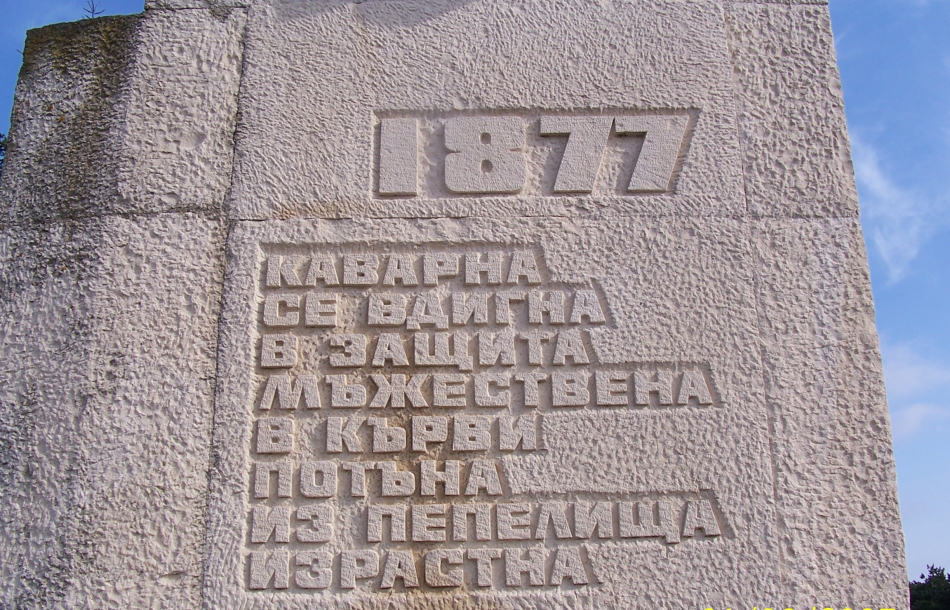 1877
КАВАРНА
СЕ ВДИГНА
В ЗАЩИТА
МЪЖЕСТВЕНА
В КЪРВИ
ПОТЪНА
ИЗ ПЕПЕЛИЩА
ИЗРАСТНА